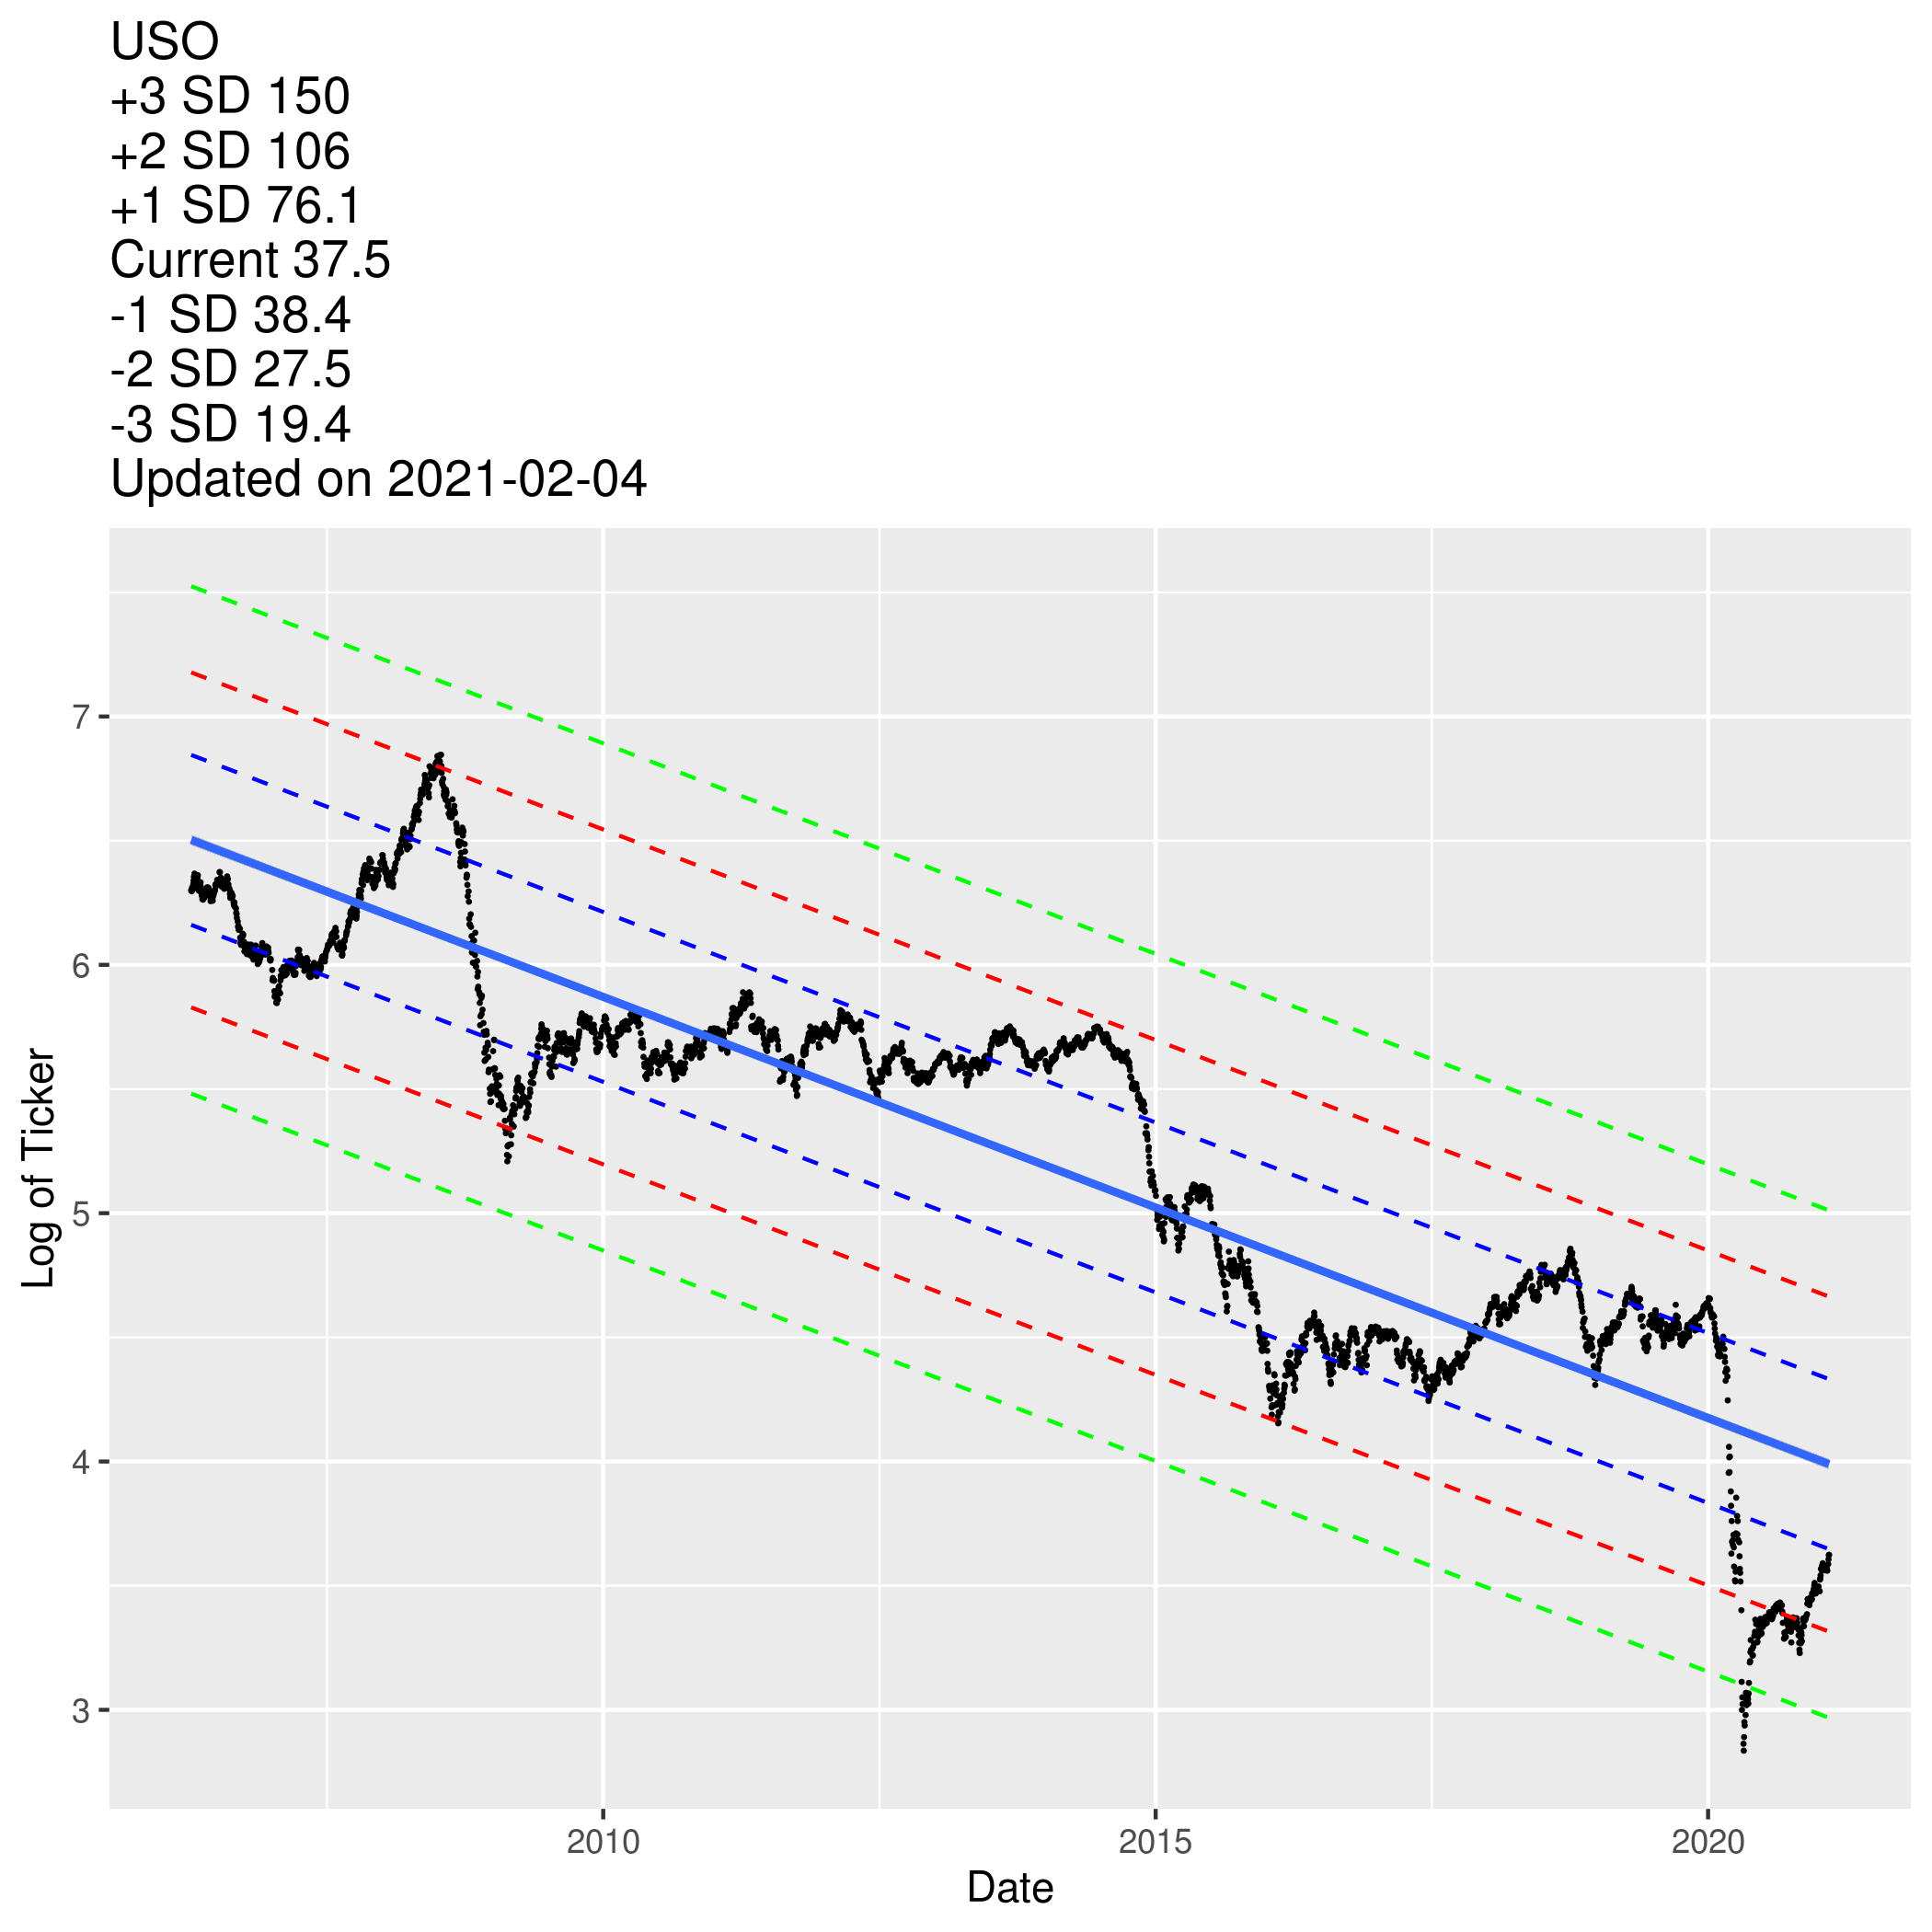 USO
+3 SD 150
+2 SD 106
+1 SD 76.1
Current 37.5
-1 SD 38.4
-2 SD 27.5
-3 SD 19.4
Updated on 2021-02-04
7
6
5
4
3
Log of Ticker
2010
2015
2020
Date